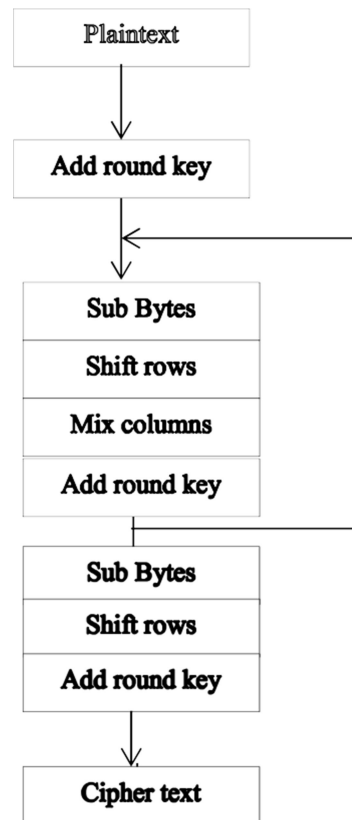 Plaintext
Add round key
Sub Bytes
Shift rows
Mix columns
Add round key
Sub Bytes
Shift rows
Add round key
Cipher text